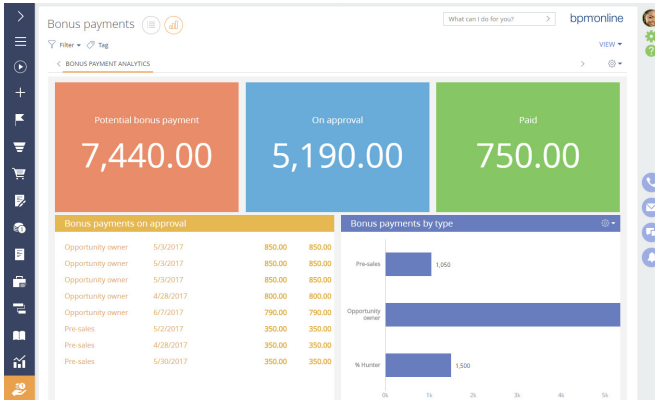 Bonus payments
What can I do for you?
bpmonline
Filter
Tag
VIEW
BONUS PAYMENT ANALYTICS
Potential bonus payment
7,440.00
On approval
5,190.00
Paid
750.00
Bonus payments on approval
Opportunity owner 5/3/2017 850.00 850.00
Opportunity owner 5/3/2017 850.00 850.00
Opportunity owner 5/3/2017 850.00 850.00
Opportunity owner 4/28/2017 800.00 800.00
Opportunity owner 6/7/2017 790.00 790.00
Pre-sales 5/2/2017 350.00 350.00
Pre-sales 4/28/2017 350.00 350.00
Pre-sales 5/30/2017 350.00 350.00
Bonus payments by type
Pre-sales
1,050
Opportunity
owner
% Hunter
1,500
0k 1k 2k 3k 4k 5k